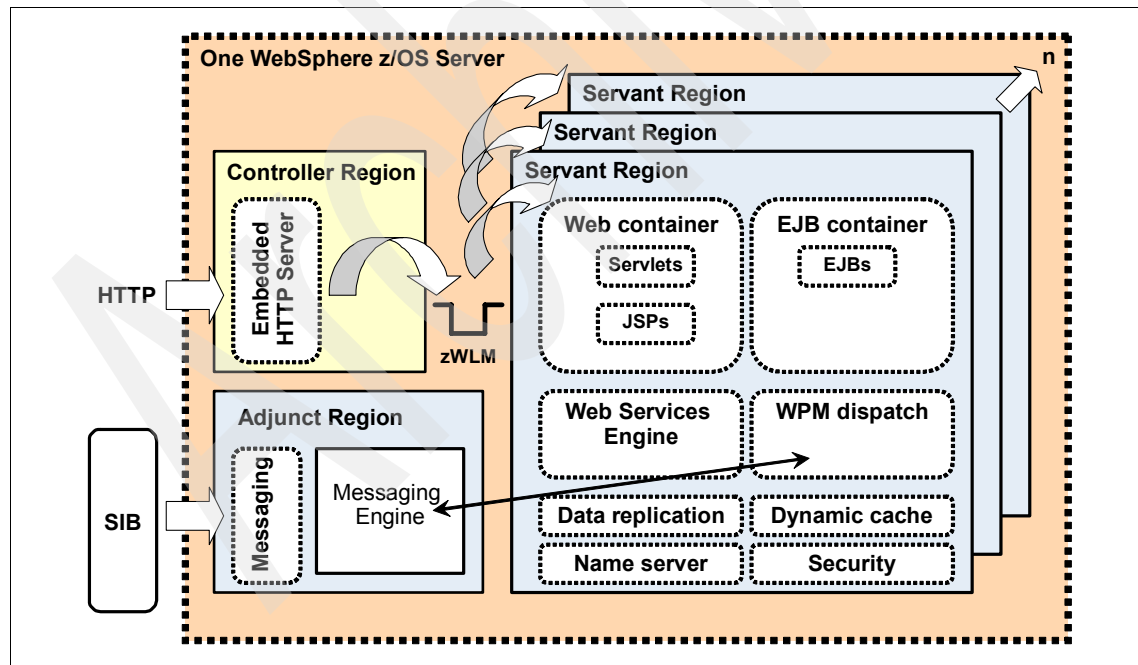 One WebSphere z/OS Server
n
Servant Region
Servant Region
Servant Region
Controller Region
Embedded
HTTP Server
HTTP
zWLM
Web container
Servlets
JSPs
EJB container
EJBs
Adjunct Region
Messaging
Messaging
Engine
SIB
Web Services
Engine
WPM dispatch
Data replication
Dynamic cache
Name server
Security